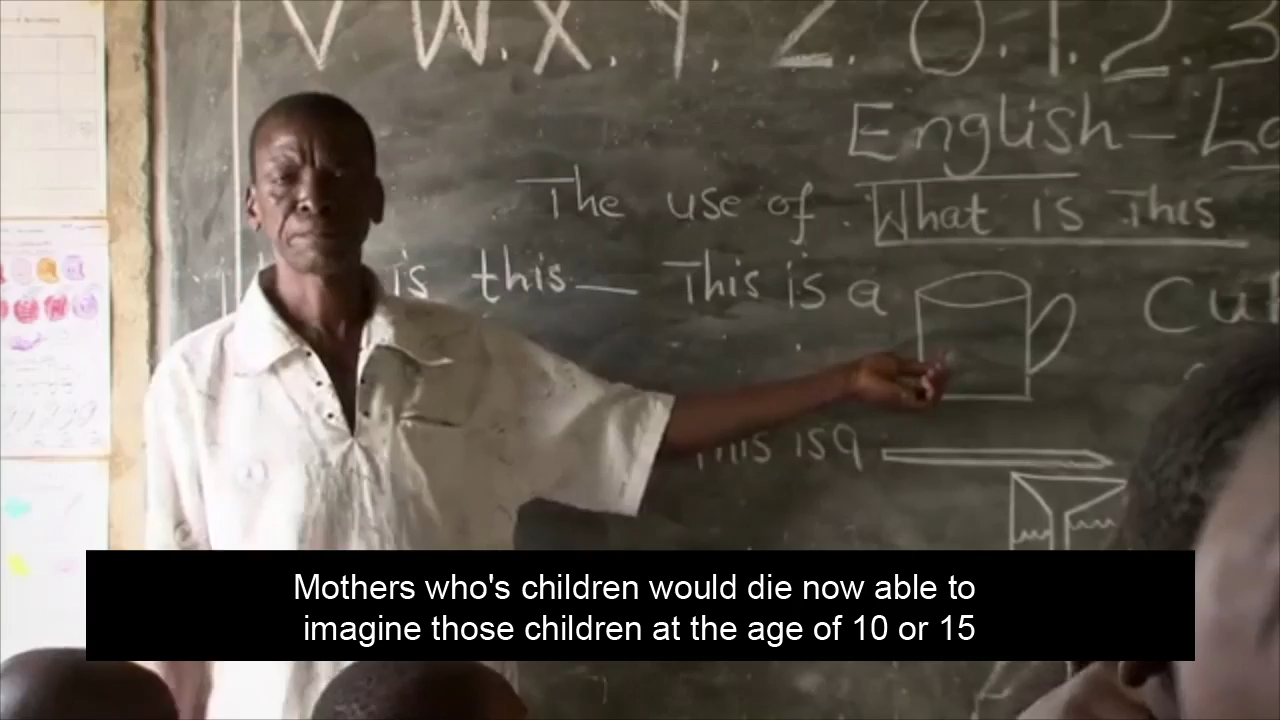 V W. X. Y. Z. 0. 1. 2. 3
English -
The use of. What is This
is this — This is a
This is a
Mothers who's children would die now able to
imagine those children at the age of 10 or 15